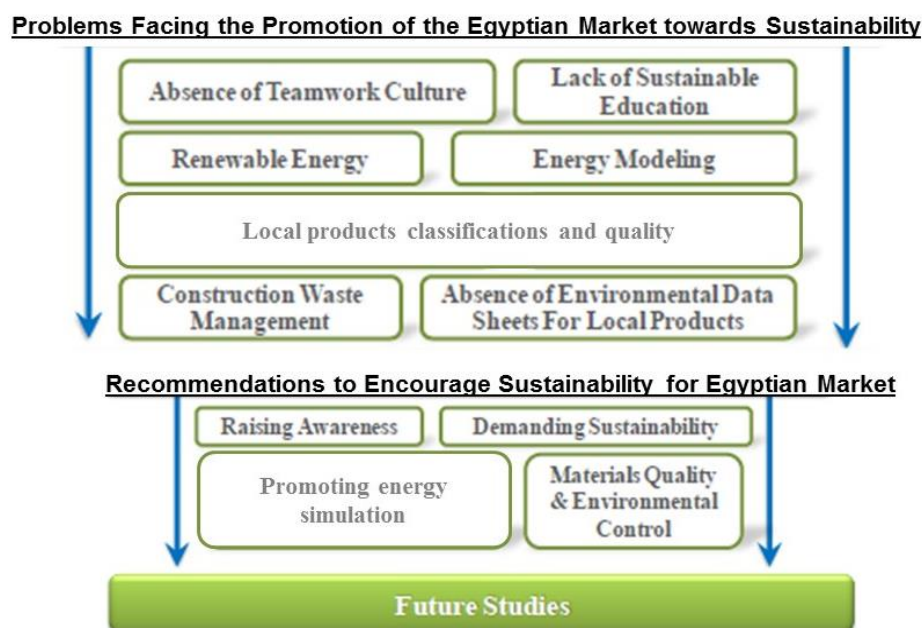 Problems Facing the Promotion of the Egyptian Market towards Sustainability
Absence of Teamwork Culture
Lack of Sustainable
Education
Renewable Energy
Energy Modeling
Local products classifications and quality
Construction Waste
Management
Absence of Environmental Data
Sheets For Local Products
Recommendations to Encourage Sustainability for Egyptian Market
Raising Awareness
Demanding Sustainability
Promoting energy
simulation
Materials Quality
& Environmental
Control
Future Studies